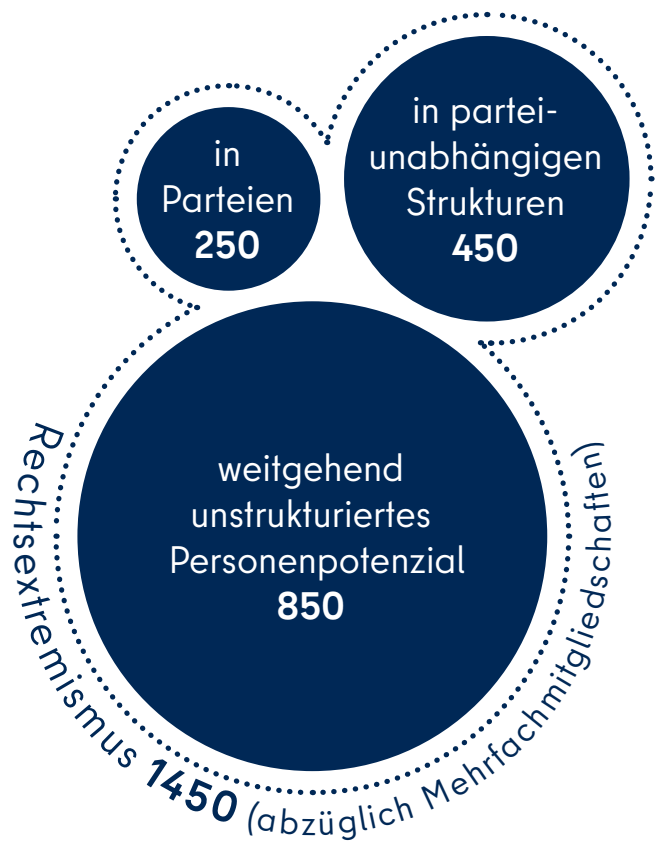 in
Parteien
250
in partei-
unabhängigen
Strukturen
450
weitgehend
unstrukturiertes
Personenpotenzial
850
Rechtsextremismus 1450 (abzüglich Mehrfachmitgliedschaften)